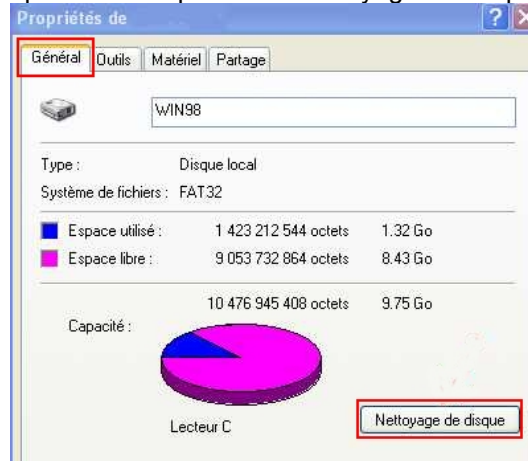 Propriétés de
Général Outils Matériel Partage
WIN98
Type : Disque local
Système de fichiers : FAT32
Espace utilisé : 1 423 212 544 octets 1.32 Go
Espace libre : 9 053 732 864 octets 8.43 Go
10 476 945 408 octets 9.75 Go
Capacité :
Lecteur C
Nettoyage de disque